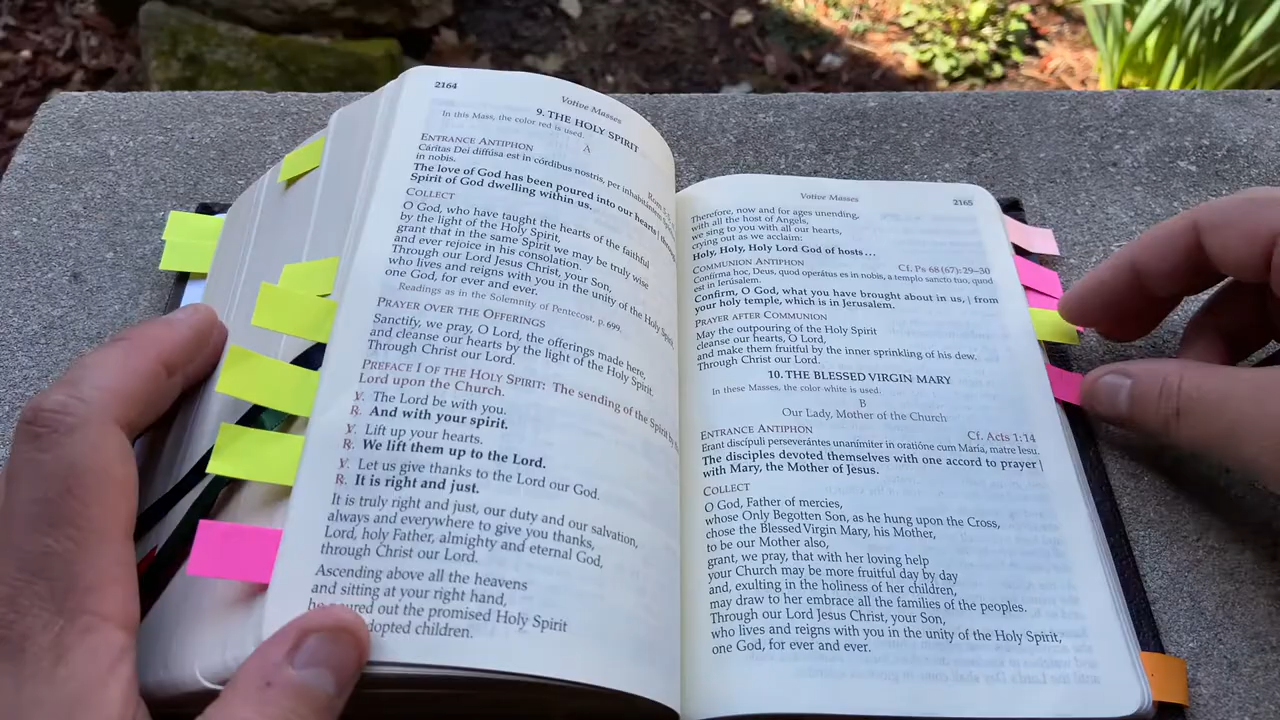 2164
Votive Masses
9. THE HOLY SPIRIT
In this Mass, the color red is used.
A
ENTRANCE ANTIPHON
Cáritas Dei diffúsa est in córdibus nostris, per inhabitántem
in nobis.
The love of God has been poured into our hearts
Spirit of God dwelling within us.
COLLECT
O God, who have taught the hearts of the faithful
by the light of the Holy Spirit,
grant that in the same Spirit we may be truly wise
and ever rejoice in his consolation.
Through our Lord Jesus Christ, your Son,
who lives and reigns with you in the unity of the Holy Spirit,
one God, for ever and ever.
Readings as in the Solemnity of Pentecost, p. 699.
PRAYER OVER THE OFFERINGS
Sanctify, we pray, O Lord, the offerings made here,
and cleanse our hearts by the light of the Holy Spirit.
Through Christ our Lord.
PREFACE I OF THE HOLY SPIRIT: The sending of the Spirit by
Lord upon the Church.
℣. The Lord be with you.
℟. And with your spirit.
℣. Lift up your hearts.
℟. We lift them up to the Lord.
℣. Let us give thanks to the Lord our God.
℟. It is right and just.
It is truly right and just, our duty and our salvation,
always and everywhere to give you thanks,
Lord, holy Father, almighty and eternal God,
through Christ our Lord.
Ascending above all the heavens
and sitting at your right hand,
out the promised Holy Spirit
children.
Votive Masses
2165
Therefore, now and for ages unending,
with all the host of Angels,
we sing to you with all our hearts,
crying out as we acclaim:
Holy, Holy, Holy Lord God of hosts…
COMMUNION ANTIPHON Cf. Ps 68 (67): 29–30
Confírma hoc, Deus, quod operátus es in nobis, a templo sancto tuo, quod
est in Ierúsalem.
Confirm, O God, what you have brought about in us, | from
your holy temple, which is in Jerusalem.
PRAYER AFTER COMMUNION
May the outpouring of the Holy Spirit
cleanse our hearts, O Lord,
and make them fruitful by the inner sprinkling of his dew.
Through Christ our Lord.
10. THE BLESSED VIRGIN MARY
In these Masses, the color white is used.
B
Our Lady, Mother of the Church
ENTRANCE ANTIPHON Cf. Acts 1:14
Erant discípuli perseverántes unanímiter in oratióne cum María, matre Iesu.
The disciples devoted themselves with one accord to prayer |
with Mary, the Mother of Jesus.
COLLECT
O God, Father of mercies,
whose Only Begotten Son, as he hung upon the Cross,
chose the Blessed Virgin Mary, his Mother,
to be our Mother also,
grant, we pray, that with her loving help
your Church may be more fruitful day by day
and, exulting in the holiness of her children,
may draw to her embrace all the families of the peoples.
Through our Lord Jesus Christ, your Son,
who lives and reigns with you in the unity of the Holy Spirit,
one God, for ever and ever.